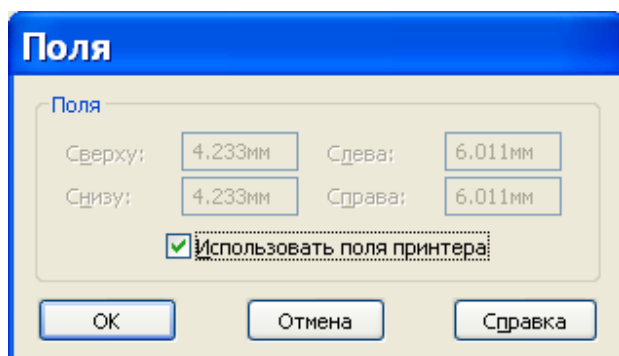 Поля
Поля
Сверху: 4.233мм Слева: 6.011мм
Снизу: 4.233мм Справа: 6.011мм
Использовать поля принтера
OK Отмена Справка